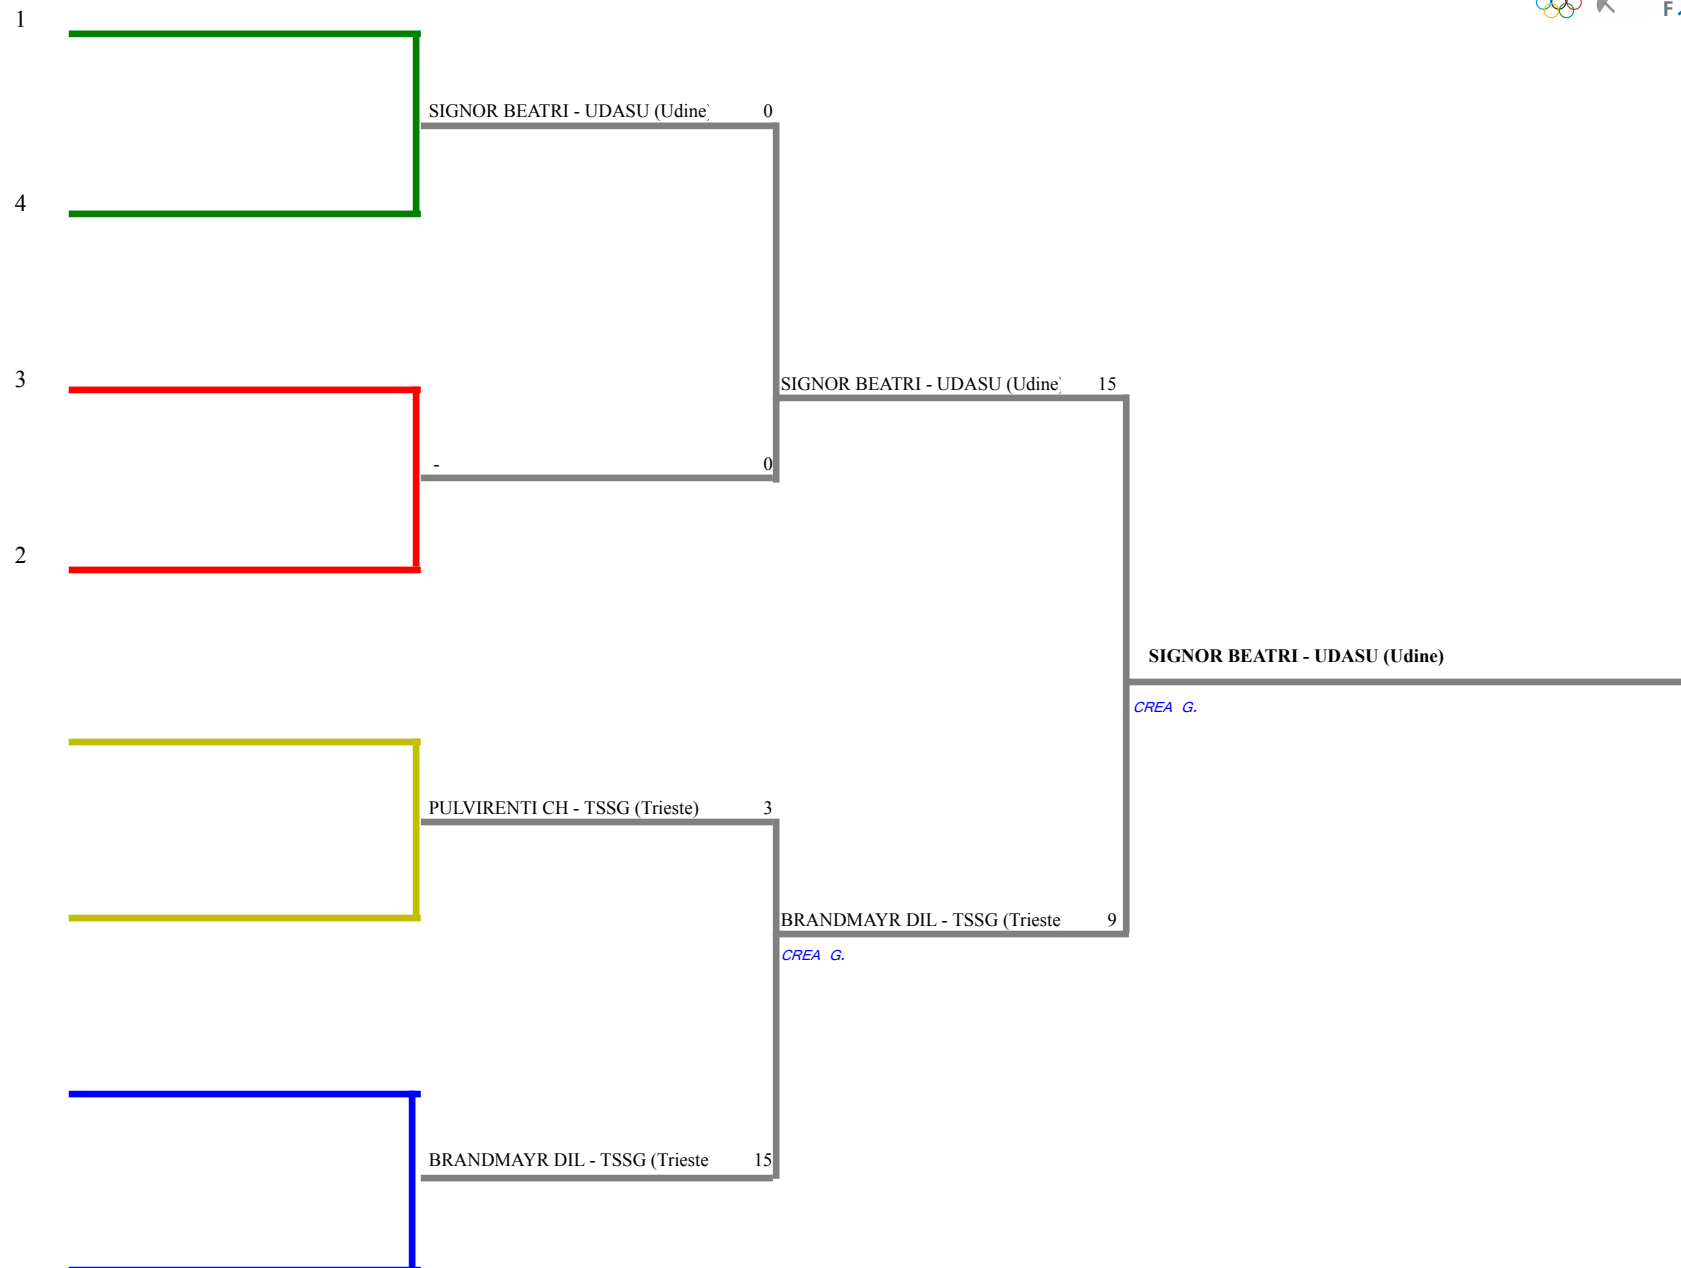 1
F
SIGNOR BEATRI - UDASU (Udine) 0
4
3
SIGNOR BEATRI - UDASU (Udine) 15
- 0
2
SIGNOR BEATRI - UDASU (Udine)
CREA G.
PULVIRENTI CH - TSSG (Trieste) 3
BRANDMAYR DIL - TSSG (Trieste 9
CREA G.
BRANDMAYR DIL - TSSG (Trieste 15